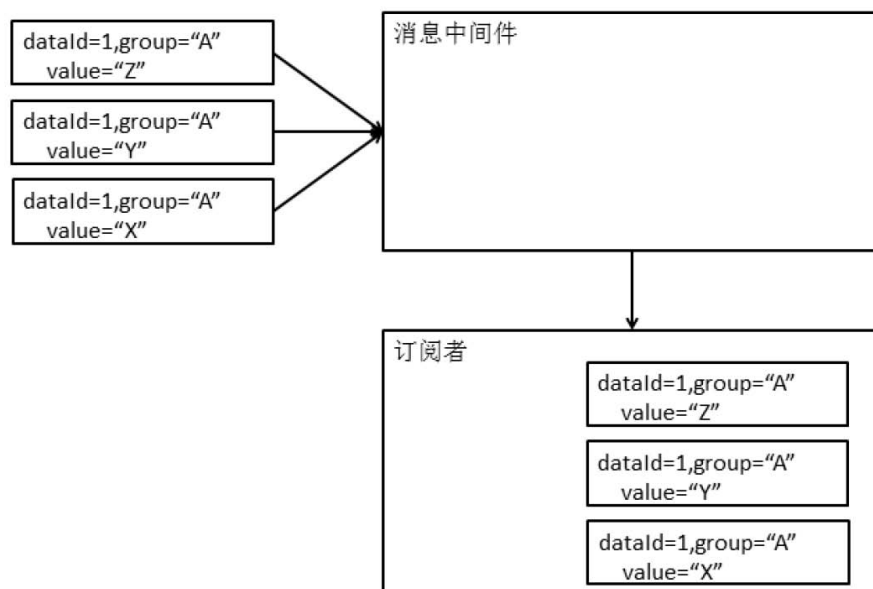 dataId=1,group=“A”
value=“Z”
dataId=1,group=“A”
value=“Y”
dataId=1,group=“A”
value=“X”
消息中间件
订阅者
dataId=1,group=“A”
value=“Z”
dataId=1,group=“A”
value=“Y”
dataId=1,group=“A”
value=“X”